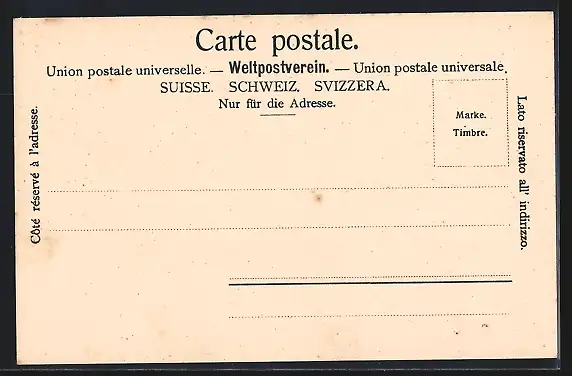 Carte postale.
Union postale universelle. — Weltpostverein. — Union postale universale.
SUISSE. SCHWEIZ. SVIZZERA.
Nur für die Adresse.
Marke.
Timbre.
Côté réservé à l'adresse.
Lato riservato all' indirizzo.